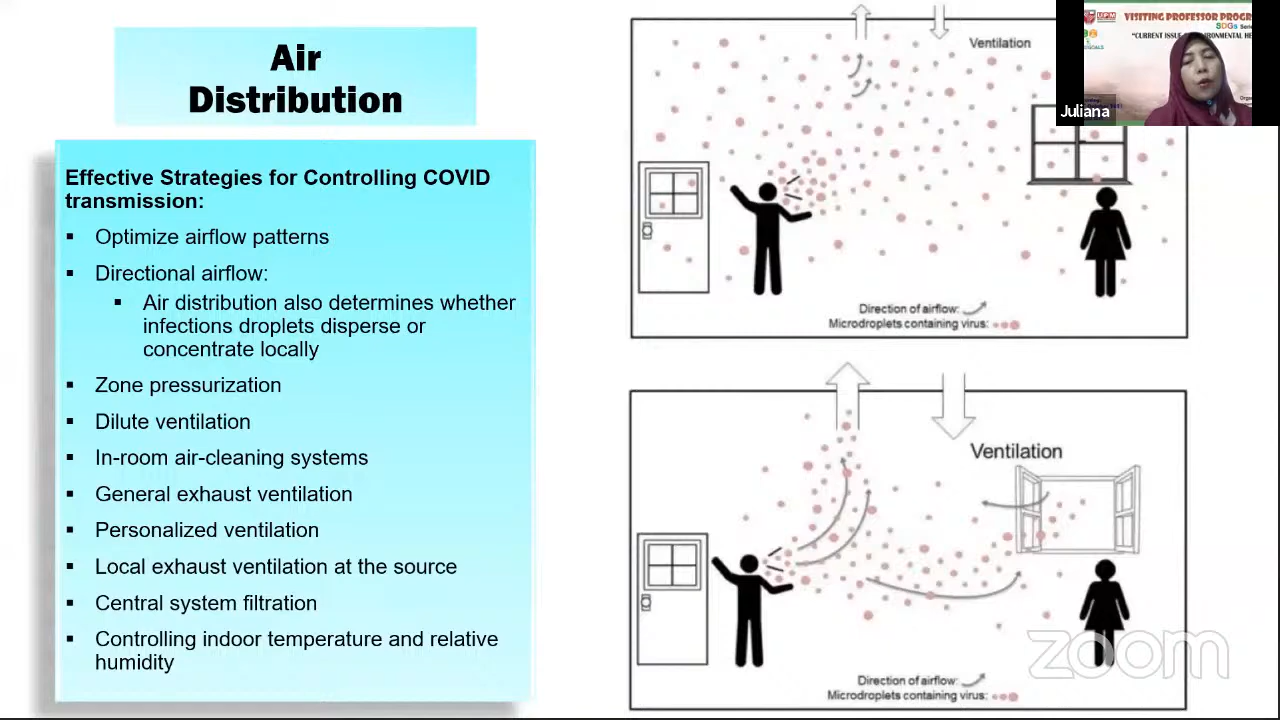 Air
Distribution
Effective Strategies for Controlling COVID
transmission:
▪ Optimize airflow patterns
▪ Directional airflow:
▪ Air distribution also determines whether
infections droplets disperse or
concentrate locally
▪ Zone pressurization
▪ Dilute ventilation
▪ In-room air-cleaning systems
▪ General exhaust ventilation
▪ Personalized ventilation
▪ Local exhaust ventilation at the source
▪ Central system filtration
▪ Controlling indoor temperature and relative
humidity
Ventilation
Direction of airflow:
Microdroplets containing virus:
Ventilation
Direction of airflow:
Microdroplets containing virus:
zoom
UPM
VISITING PROFESSOR PROGR
SDGs
"CURRENT ISSUE
Juliana